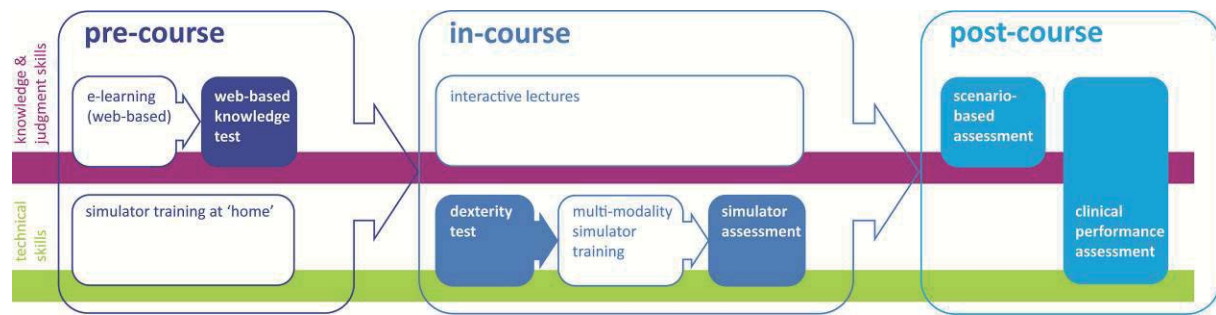 pre-course
in-course
post-course
knowledge &
judgment skills
e-learning
(web-based)
web-based
knowledge
test
interactive lectures
scenario-
based
assessment
technical
skills
simulator training at ‘home’
dexterity
test
multi-modality
simulator
training
simulator
assessment
clinical
performance
assessment